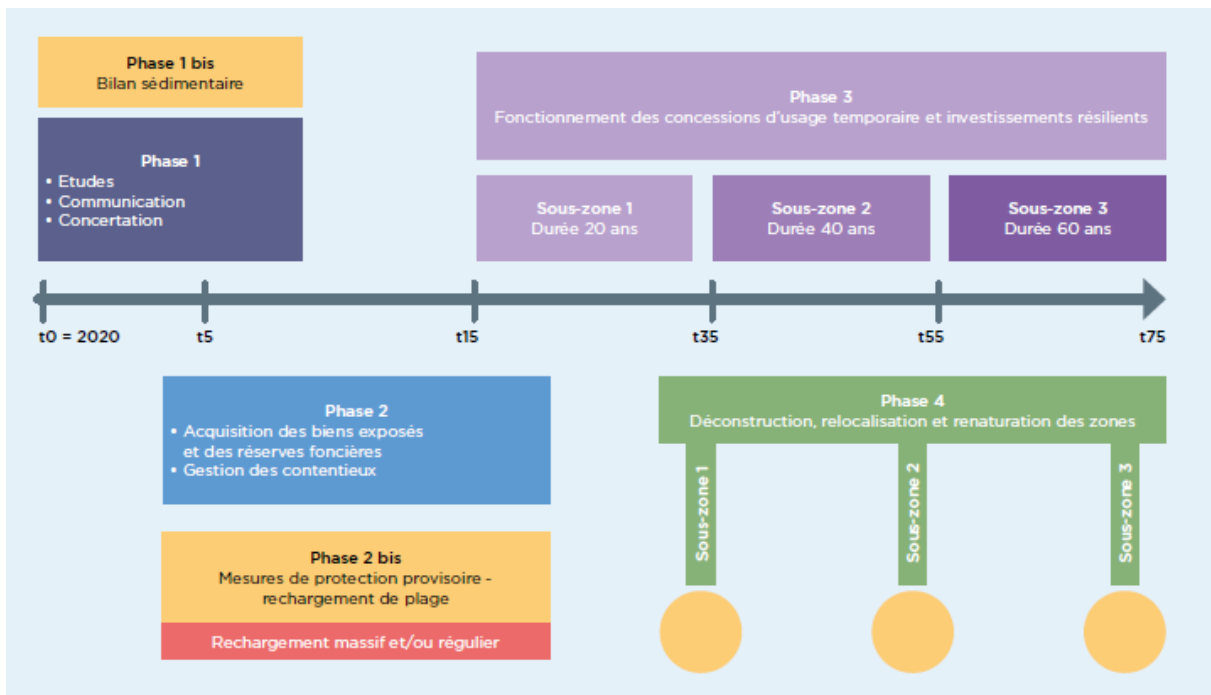 Phase 1 bis
Bilan sédimentaire
Phase 1
• Etudes
• Communication
• Concertation
Phase 3
Fonctionnement des concessions d'usage temporaire et investissements résilients
Sous-zone 1
Durée 20 ans
Sous-zone 2
Durée 40 ans
Sous-zone 3
Durée 60 ans
t0 = 2020
t5
t15
t35
t55
t75
Phase 2
• Acquisition des biens exposés
et des réserves foncières
• Gestion des contentieux
Phase 2 bis
Mesures de protection provisoire -
rechargement de plage
Rechargement massif et/ou régulier
Phase 4
Déconstruction, relocalisation et renaturation des zones
Sous-zone 1
Sous-zone 2
Sous-zone 3